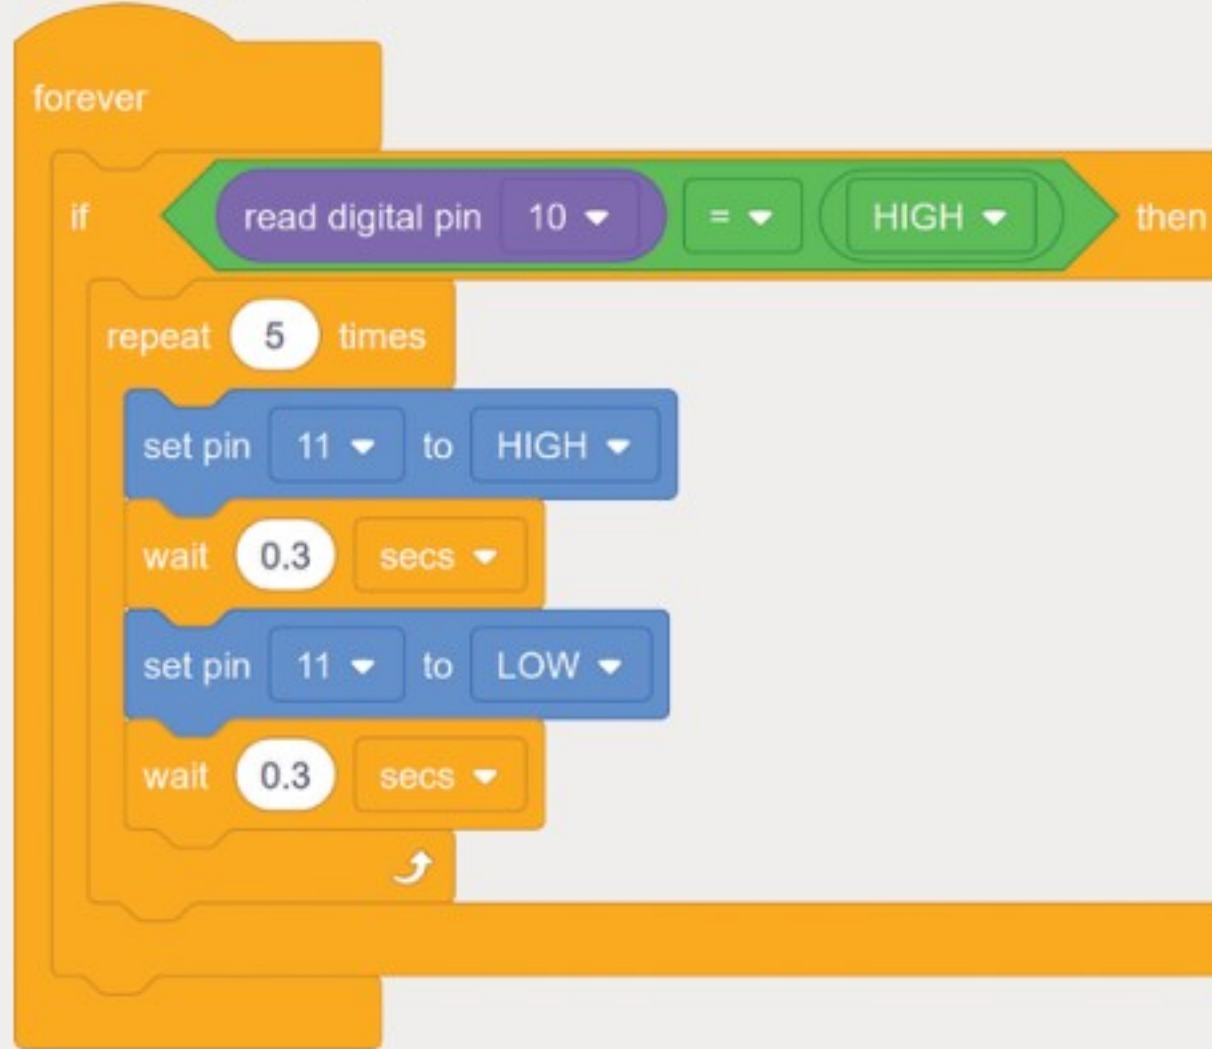 forever
if read digital pin 10 = HIGH then
repeat 5 times
set pin 11 to HIGH
wait 0.3 secs
set pin 11 to LOW
wait 0.3 secs